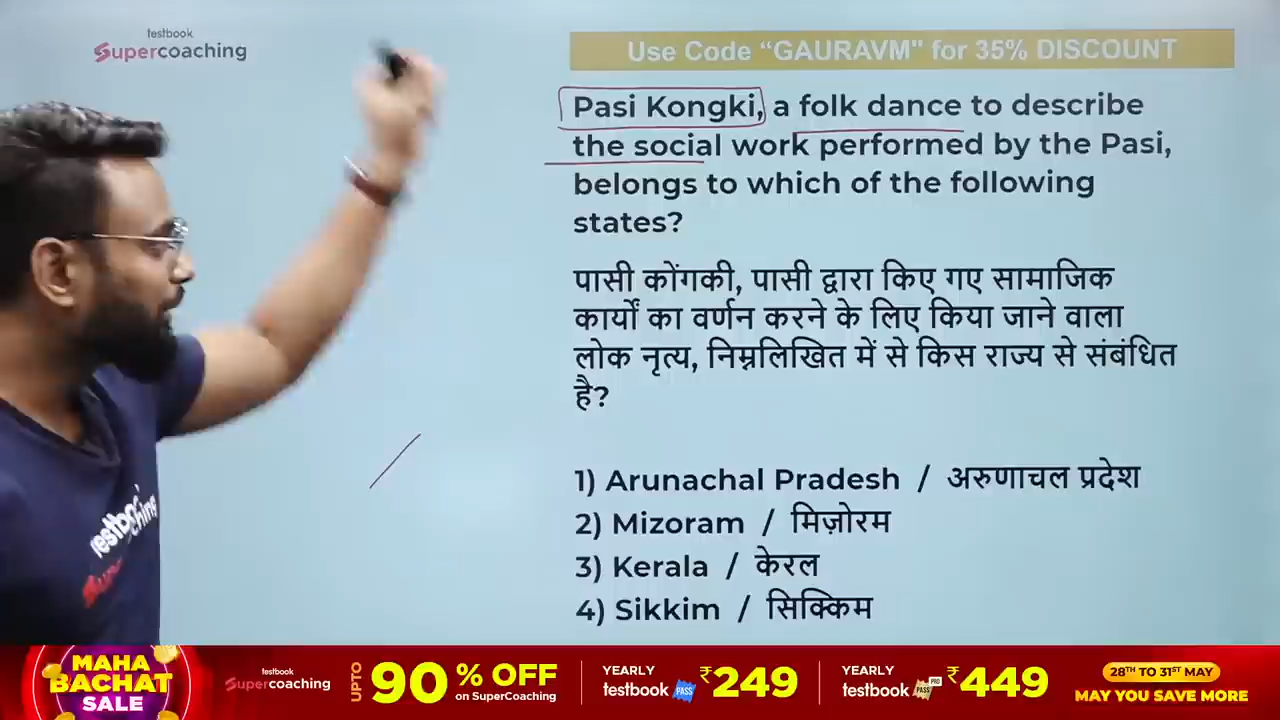 testbook
Supercoaching
Use Code “GAURAVM" for 35% DISCOUNT
Pasi Kongki, a folk dance to describe
the social work performed by the Pasi,
belongs to which of the following
states?
पासी कोंगकी, पासी द्वारा किए गए सामाजिक
कार्यों का वर्णन करने के लिए किया जाने वाला
लोक नृत्य, निम्नलिखित में से किस राज्य से संबंधित
है?
1) Arunachal Pradesh / अरुणाचल प्रदेश
2) Mizoram / मिज़ोरम
3) Kerala / केरल
4) Sikkim / सिक्किम
MAHA
BACHAT
SALE
testbook
Supercoaching
UPTO 90% OFF
on SuperCoaching
YEARLY
testbook PASS ₹249
YEARLY
testbook PASS PRO ₹449
28TH TO 31ST MAY
MAY YOU SAVE MORE